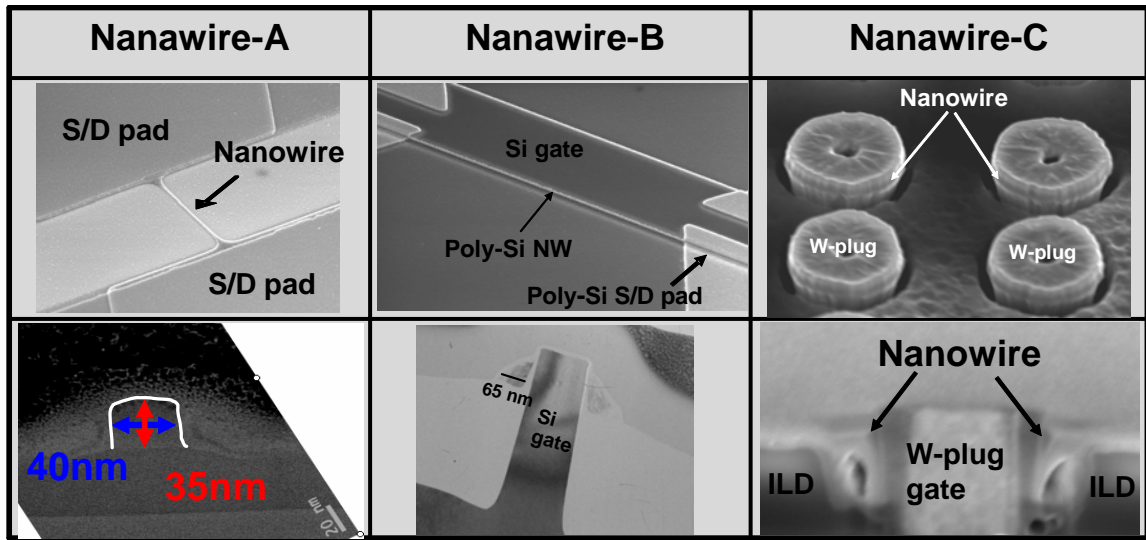 Nanawire-A
Nanawire-B
Nanawire-C
S/D pad
Nanowire
S/D pad
Si gate
Poly-Si NW
Poly-Si S/D pad
Nanowire
W-plug
W-plug
40nm
35nm
20 nm
65 nm
Si
gate
Nanowire
ILD
W-plug
gate
ILD